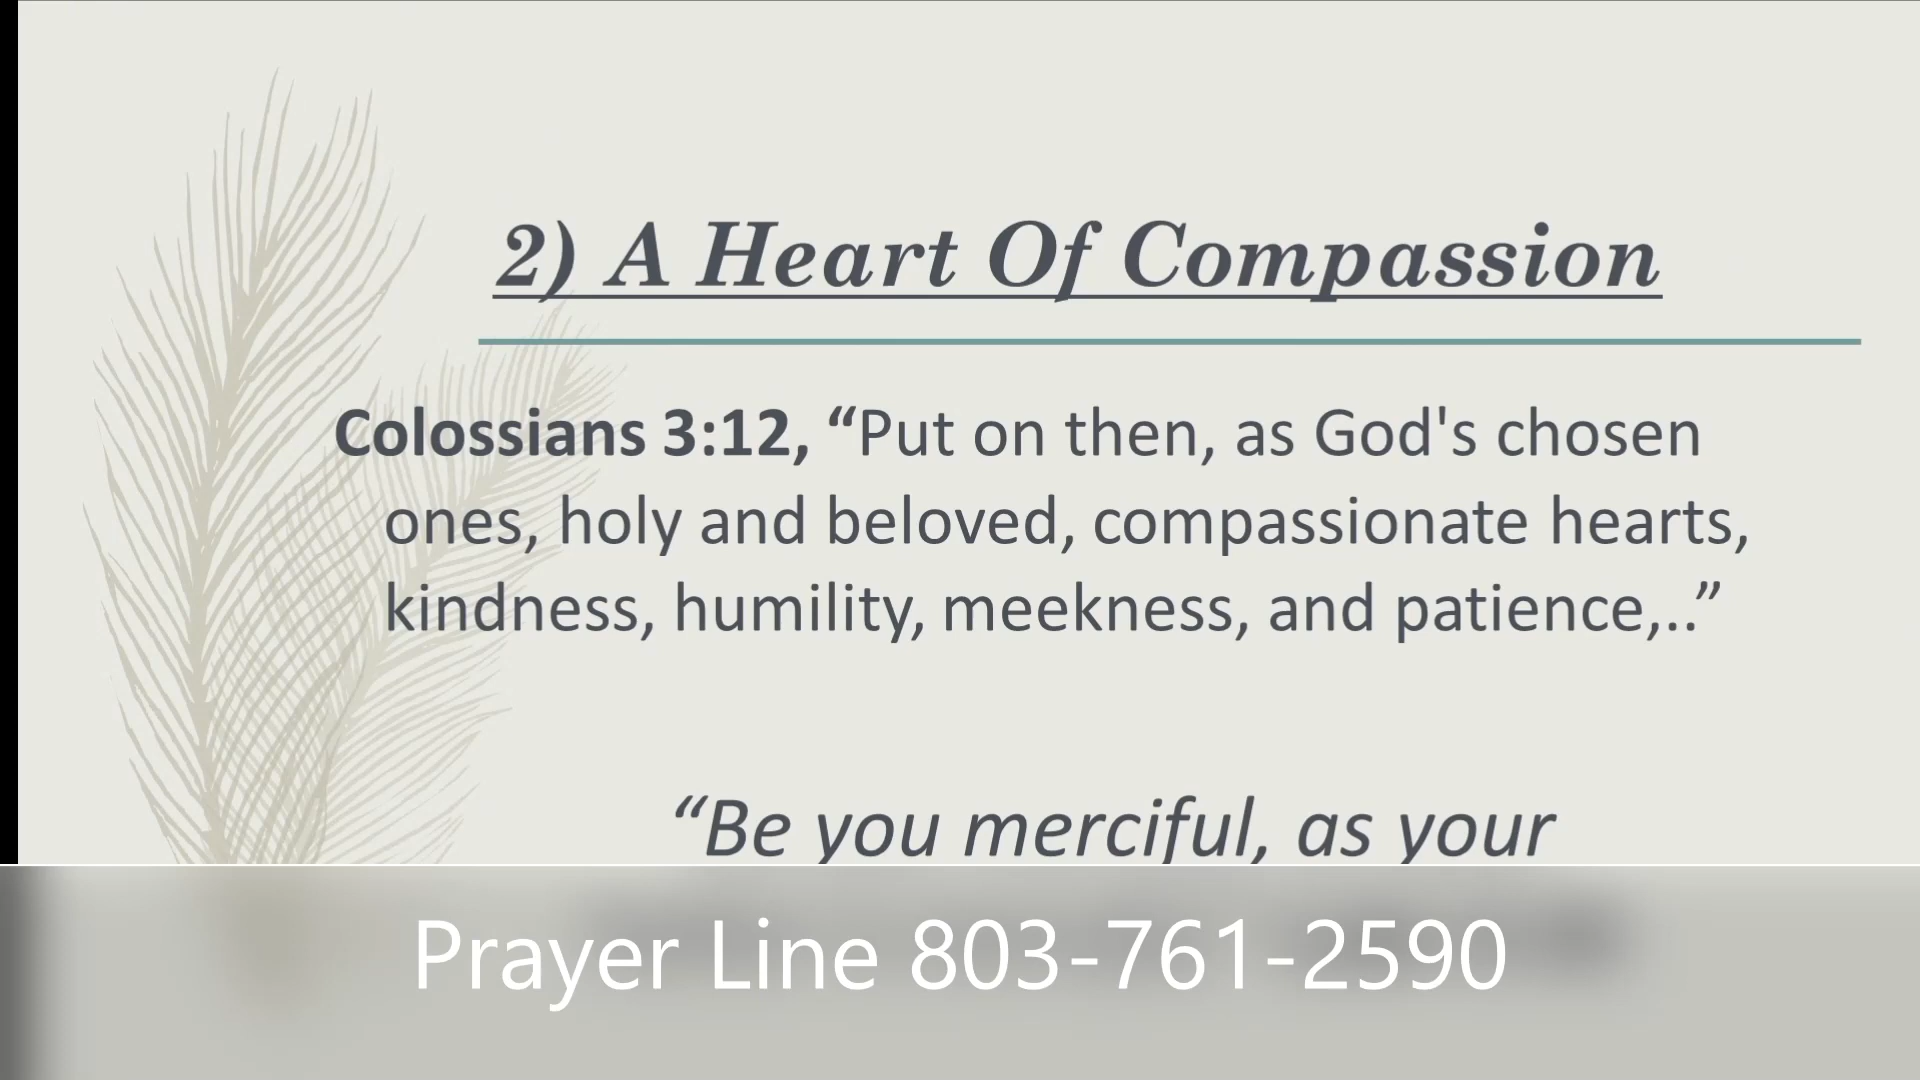 2) A Heart Of Compassion
Colossians 3:12, “Put on then, as God's chosen
ones, holy and beloved, compassionate hearts,
kindness, humility, meekness, and patience,..”
“Be you merciful, as your
Prayer Line 803-761-2590